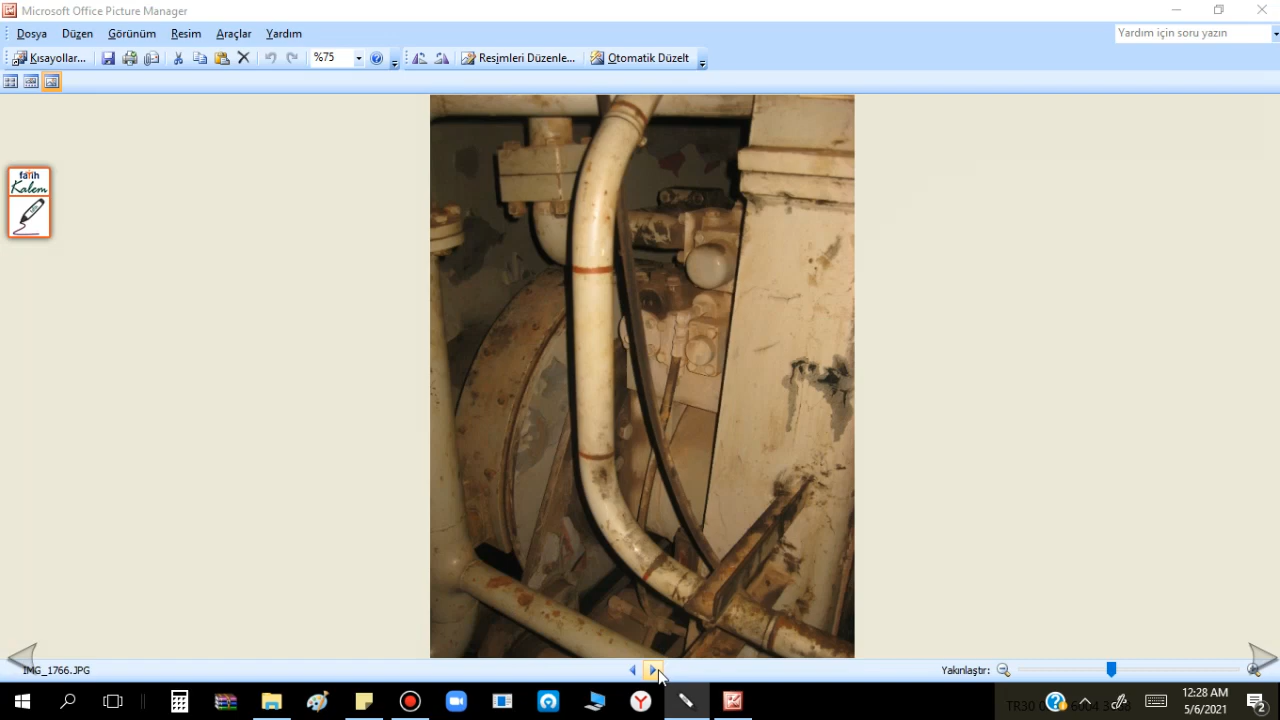 Microsoft Office Picture Manager
Dosya Düzen Görünüm Resim Araçlar Yardım
Yardım için soru yazın
Kısayollar... %75 Resimleri Düzenle... Otomatik Düzelt
fatih
Kalem
IMG_1766.JPG
Yakınlaştır:
12:28 AM
5/6/2021
2